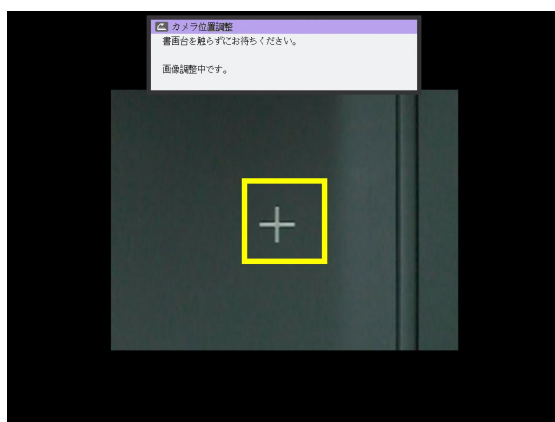 カメラ位置調整
書画台を触らずにお待ちください。
画像調整中です。